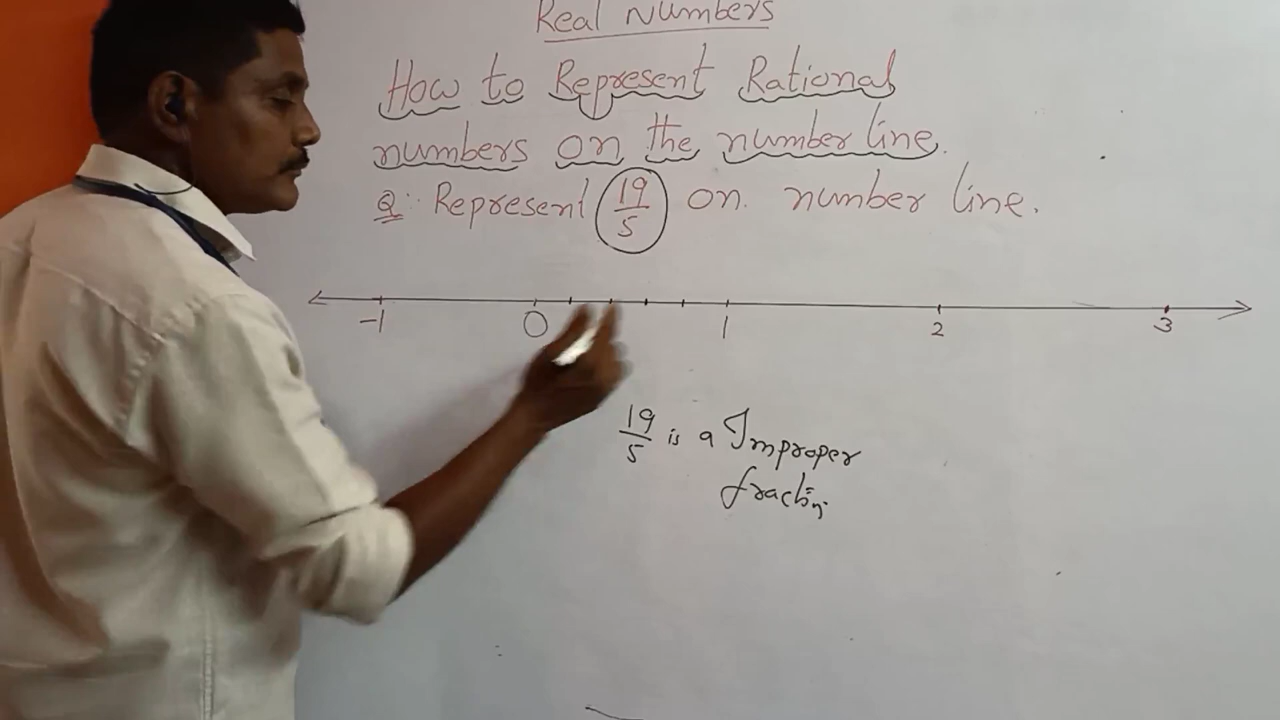 Real Numbers
How to Represent Rational
numbers on the number line.
Q: Represent 19/5 on number line.
-1 0 1 2 3
19/5 is a Improper
fraction